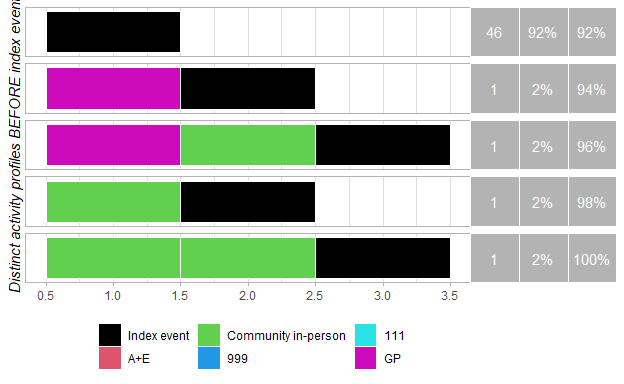 Distinct activity profiles BEFORE index event
46 92% 92%
1 2% 94%
1 2% 96%
1 2% 98%
1 2% 100%
0.5 1.0 1.5 2.0 2.5 3.0 3.5
Index event Community in-person 111
A+E 999 GP